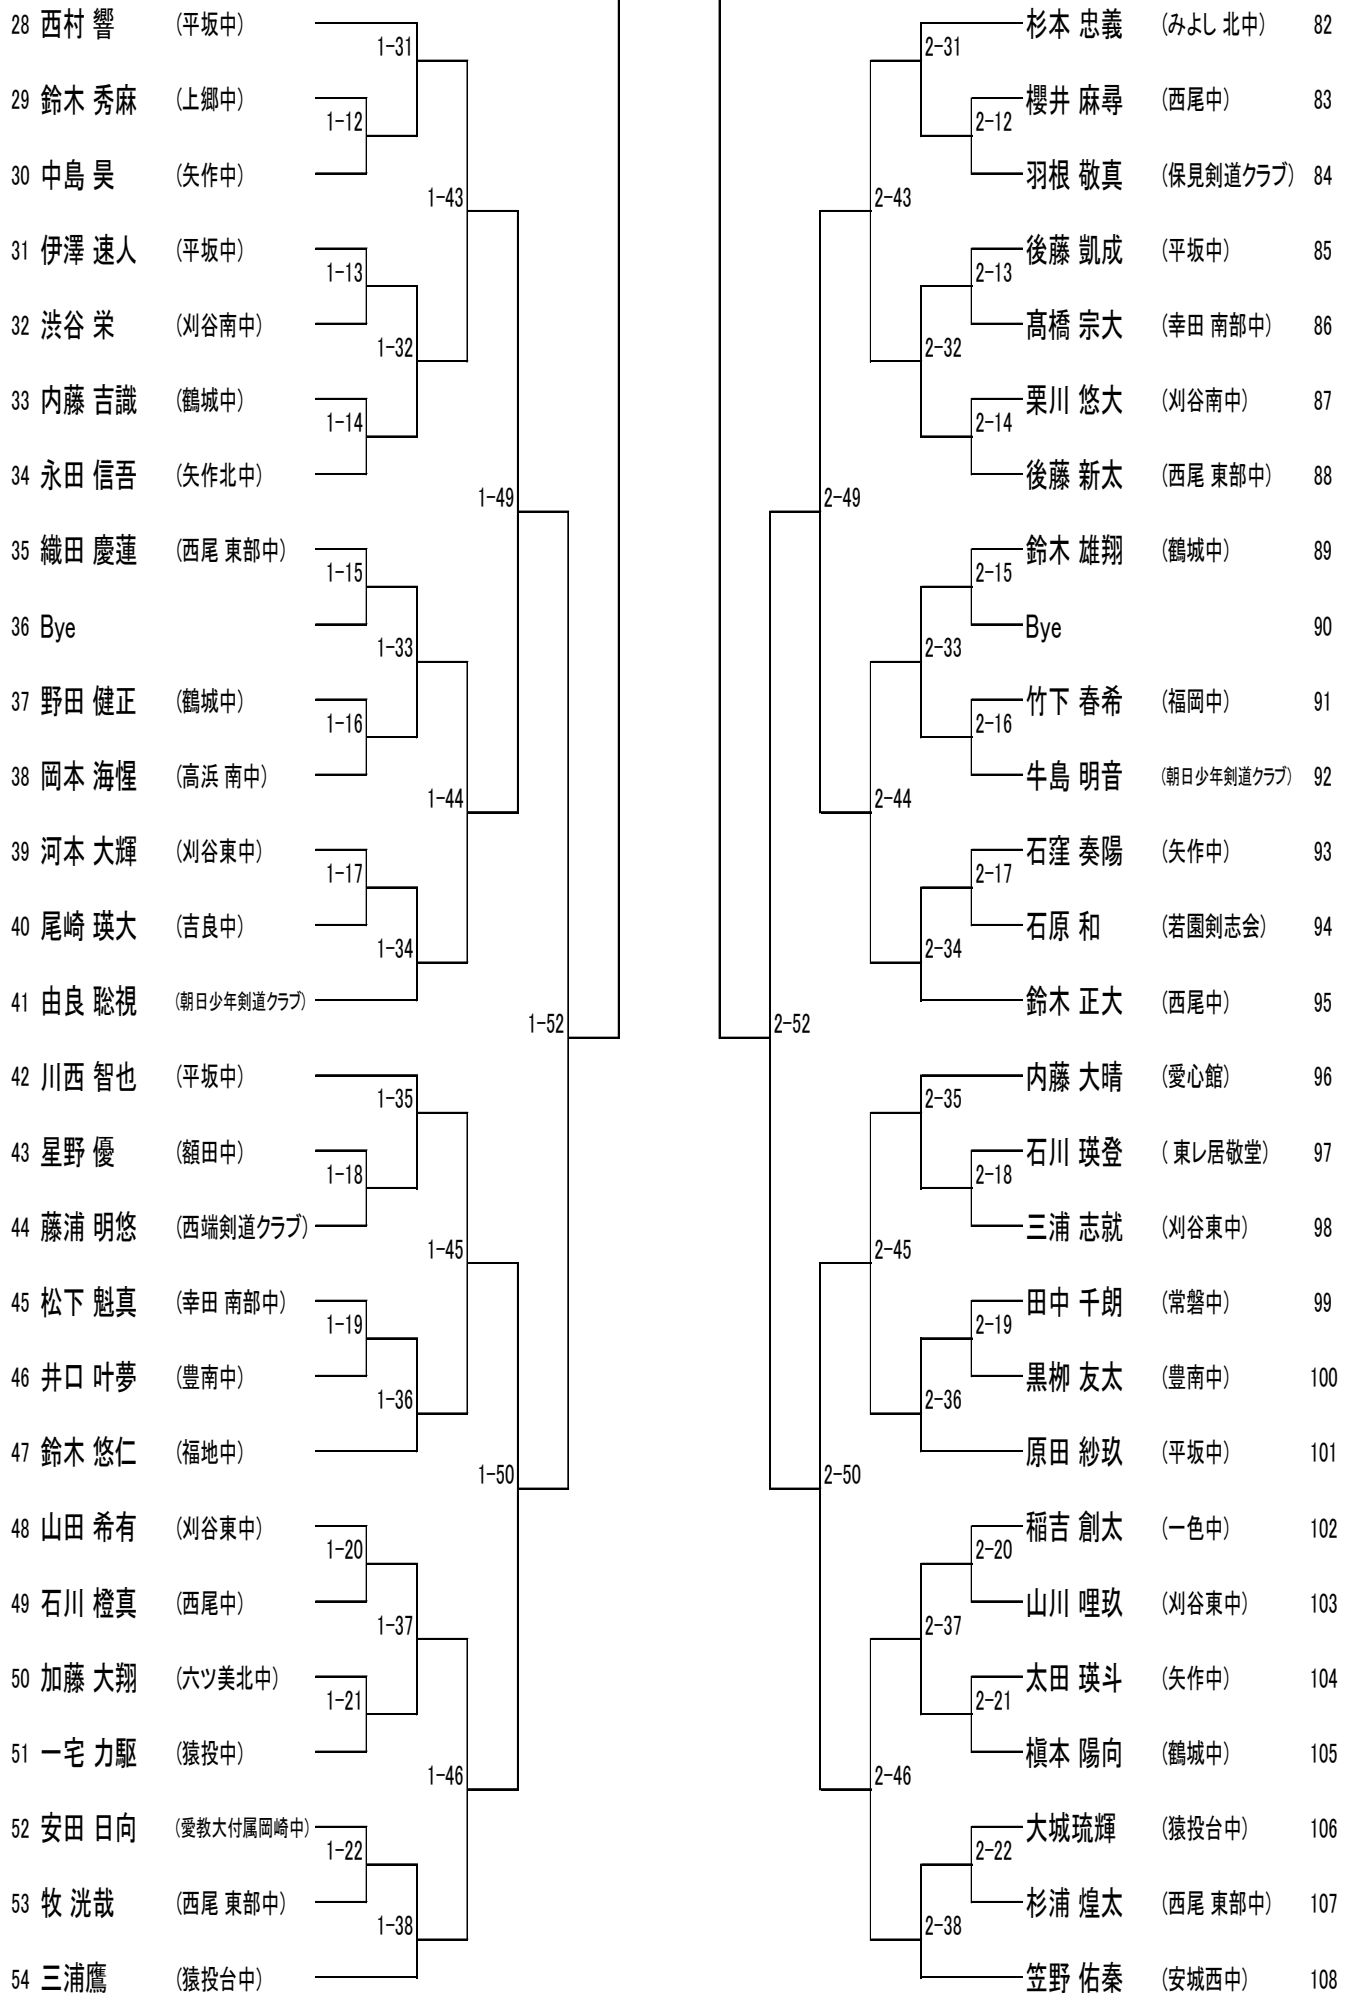 28 西村 響 (平坂中) 杉本 忠義 (みよし 北中) 82
1-31 2-31
29 鈴木 秀麻 (上郷中) 櫻井 麻尋 (西尾中) 83
1-12 2-12
30 中島 昊 (矢作中) 羽根 敬真 (保見剣道クラブ) 84
1-43 2-43
31 伊澤 速人 (平坂中) 後藤 凱成 (平坂中) 85
1-13 2-13
32 渋谷 栄 (刈谷南中) 髙橋 宗大 (幸田 南部中) 86
1-32 2-32
33 内藤 吉識 (鶴城中) 栗川 悠大 (刈谷南中) 87
1-14 2-14
34 永田 信吾 (矢作北中) 後藤 新太 (西尾 東部中) 88
1-49 2-49
35 織田 慶蓮 (西尾 東部中) 鈴木 雄翔 (鶴城中) 89
1-15 2-15
36 Bye Bye 90
1-33 2-33
37 野田 健正 (鶴城中) 竹下 春希 (福岡中) 91
1-16 2-16
38 岡本 海惺 (高浜 南中) 牛島 明音 (朝日少年剣道クラブ) 92
1-44 2-44
39 河本 大輝 (刈谷東中) 石窪 奏陽 (矢作中) 93
1-17 2-17
40 尾崎 瑛大 (吉良中) 石原 和 (若園剣志会) 94
1-34 2-34
41 由良 聡視 (朝日少年剣道クラブ) 鈴木 正大 (西尾中) 95
1-52 2-52
42 川西 智也 (平坂中) 内藤 大晴 (愛心館) 96
1-35 2-35
43 星野 優 (額田中) 石川 瑛登 ( 東レ居敬堂) 97
1-18 2-18
44 藤浦 明悠 (西端剣道クラブ) 三浦 志就 (刈谷東中) 98
1-45 2-45
45 松下 魁真 (幸田 南部中) 田中 千朗 (常磐中) 99
1-19 2-19
46 井口 叶夢 (豊南中) 黒栁 友太 (豊南中) 100
1-36 2-36
47 鈴木 悠仁 (福地中) 原田 紗玖 (平坂中) 101
1-50 2-50
48 山田 希有 (刈谷東中) 稲吉 創太 (一色中) 102
1-20 2-20
49 石川 橙真 (西尾中) 山川 哩玖 (刈谷東中) 103
1-37 2-37
50 加藤 大翔 (六ツ美北中) 太田 瑛斗 (矢作中) 104
1-21 2-21
51 一宅 力駆 (猿投中) 槇本 陽向 (鶴城中) 105
1-46 2-46
52 安田 日向 (愛教大付属岡崎中) 大城琉輝 (猿投台中) 106
1-22 2-22
53 牧 洸哉 (西尾 東部中) 杉浦 煌太 (西尾 東部中) 107
1-38 2-38
54 三浦鷹 (猿投台中) 笠野 佑秦 (安城西中) 108